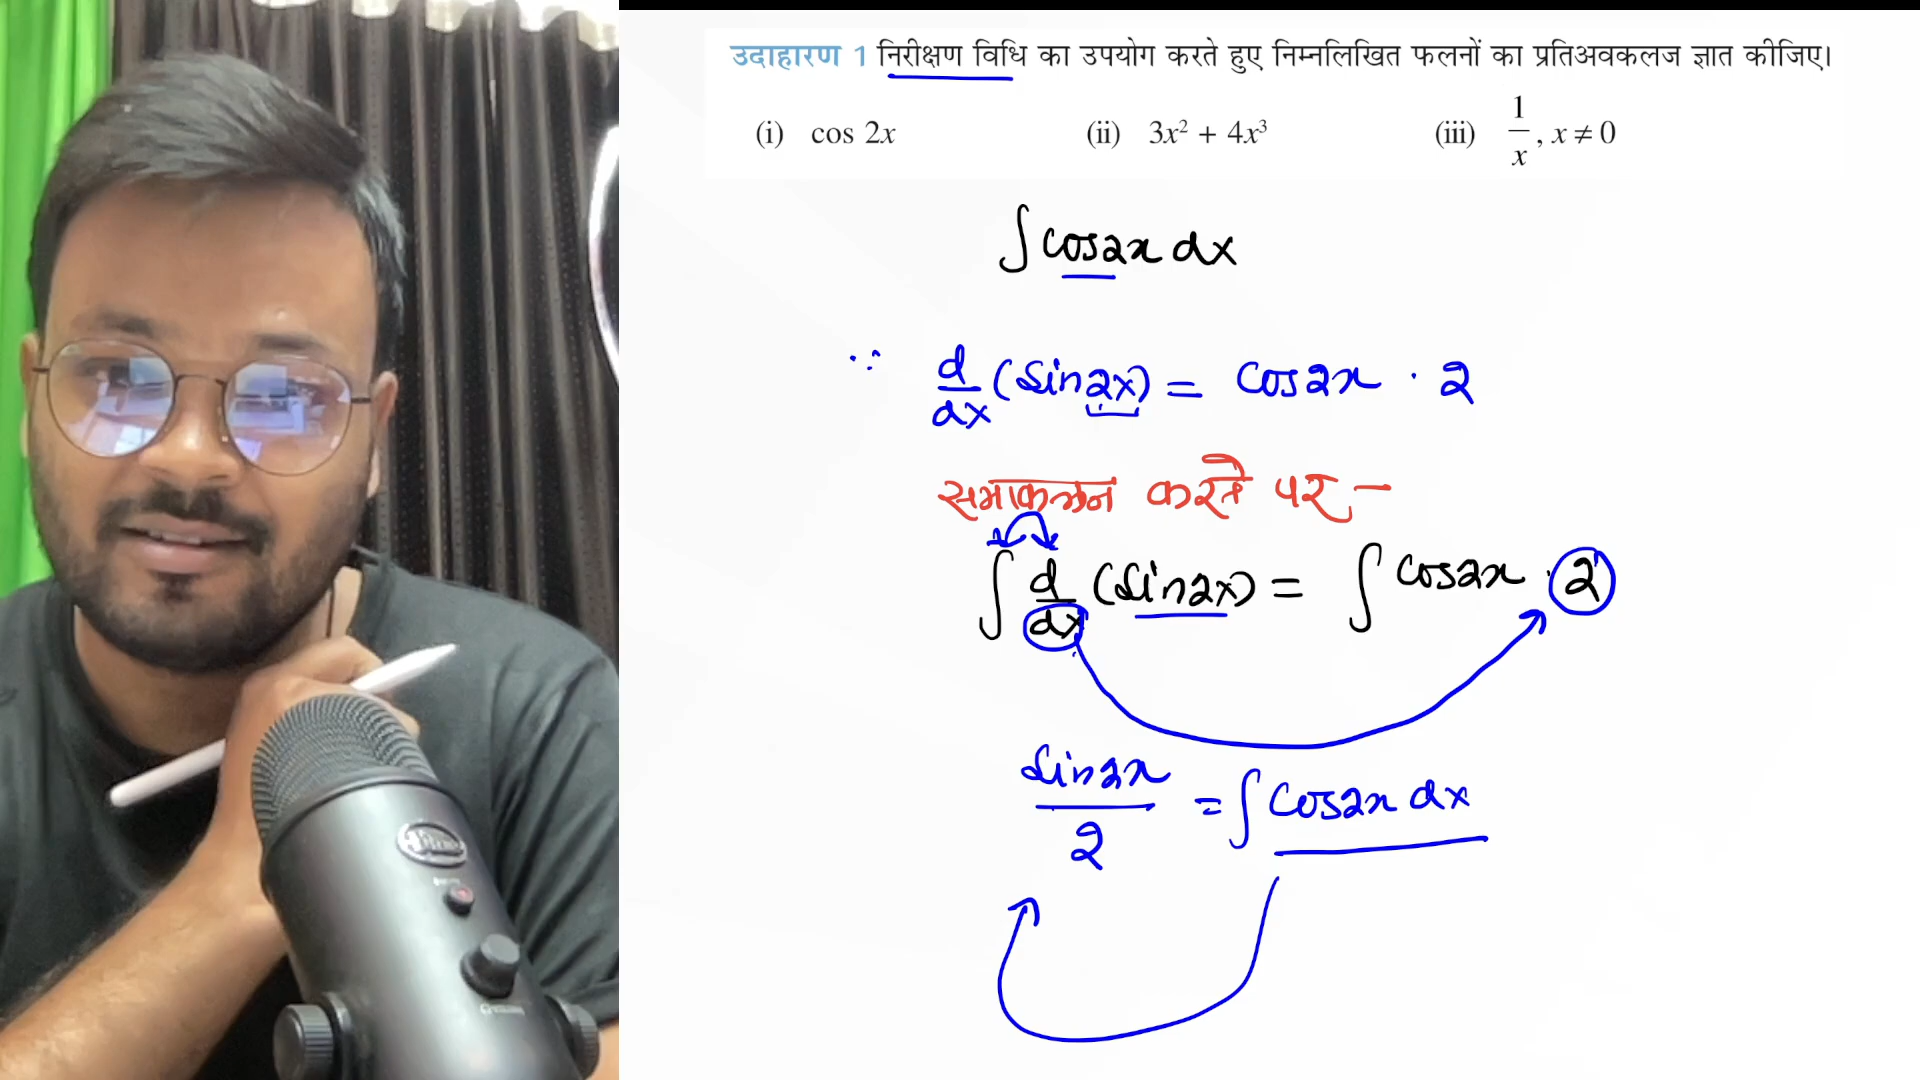 उदाहारण 1 निरीक्षण विधि का उपयोग करते हुए निम्नलिखित फलनों का प्रतिअवकलज ज्ञात कीजिए।
(i) cos 2x (ii) 3x² + 4x³ (iii) 1/x , x ≠ 0
∫ cos2x dx
∵ d/dx (sin2x) = cos2x · 2
समाकलन करने पर –
∫ d/dx (sin2x) = ∫ cos2x · 2
sin2x/2 = ∫ cos2x dx